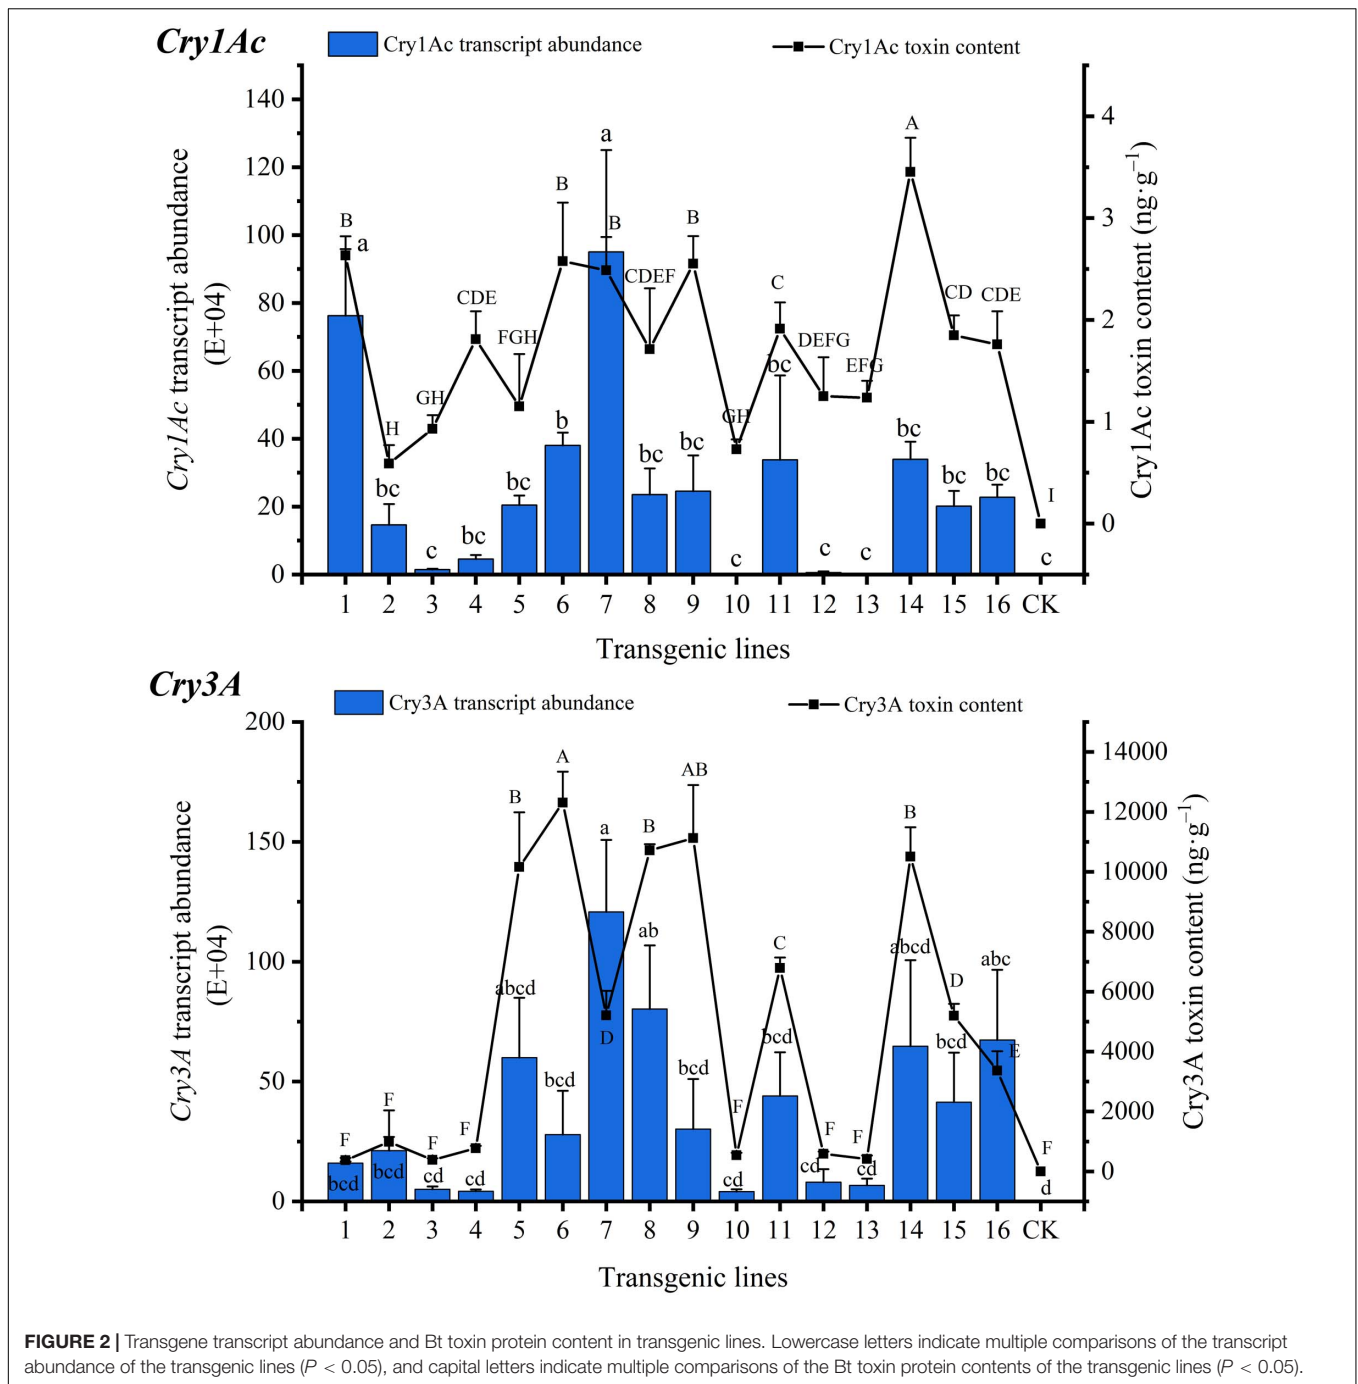 Cry1Ac
Cry1Ac transcript abundance
Cry1Ac toxin content
Cry1Ac transcript abundance
(E+04)
140
120
100
80
60
40
20
0
B
a
H
bc
GH
c
CDE
bc
FGH
bc
B
b
a
B
CDEF
bc
B
bc
GH
c
C
bc
DEFG
c
EFG
c
A
bc
CD
bc
CDE
bc
I
c
4
3
2
1
0
Cry1Ac toxin content (ng·g⁻¹)
1 2 3 4 5 6 7 8 9 10 11 12 13 14 15 16 CK
Transgenic lines
Cry3A
Cry3A transcript abundance
Cry3A toxin content
Cry3A transcript abundance
(E+04)
200
150
100
50
0
F
bcd
F
bcd
F
cd
F
cd
B
abcd
A
bcd
a
D
B
ab
AB
bcd
F
cd
C
bcd
F
cd
F
cd
B
abcd
D
bcd
abc
E
F
d
14000
12000
10000
8000
6000
4000
2000
0
Cry3A toxin content (ng·g⁻¹)
1 2 3 4 5 6 7 8 9 10 11 12 13 14 15 16 CK
Transgenic lines
FIGURE 2 | Transgene transcript abundance and Bt toxin protein content in transgenic lines. Lowercase letters indicate multiple comparisons of the transcript
abundance of the transgenic lines (P < 0.05), and capital letters indicate multiple comparisons of the Bt toxin protein contents of the transgenic lines (P < 0.05).